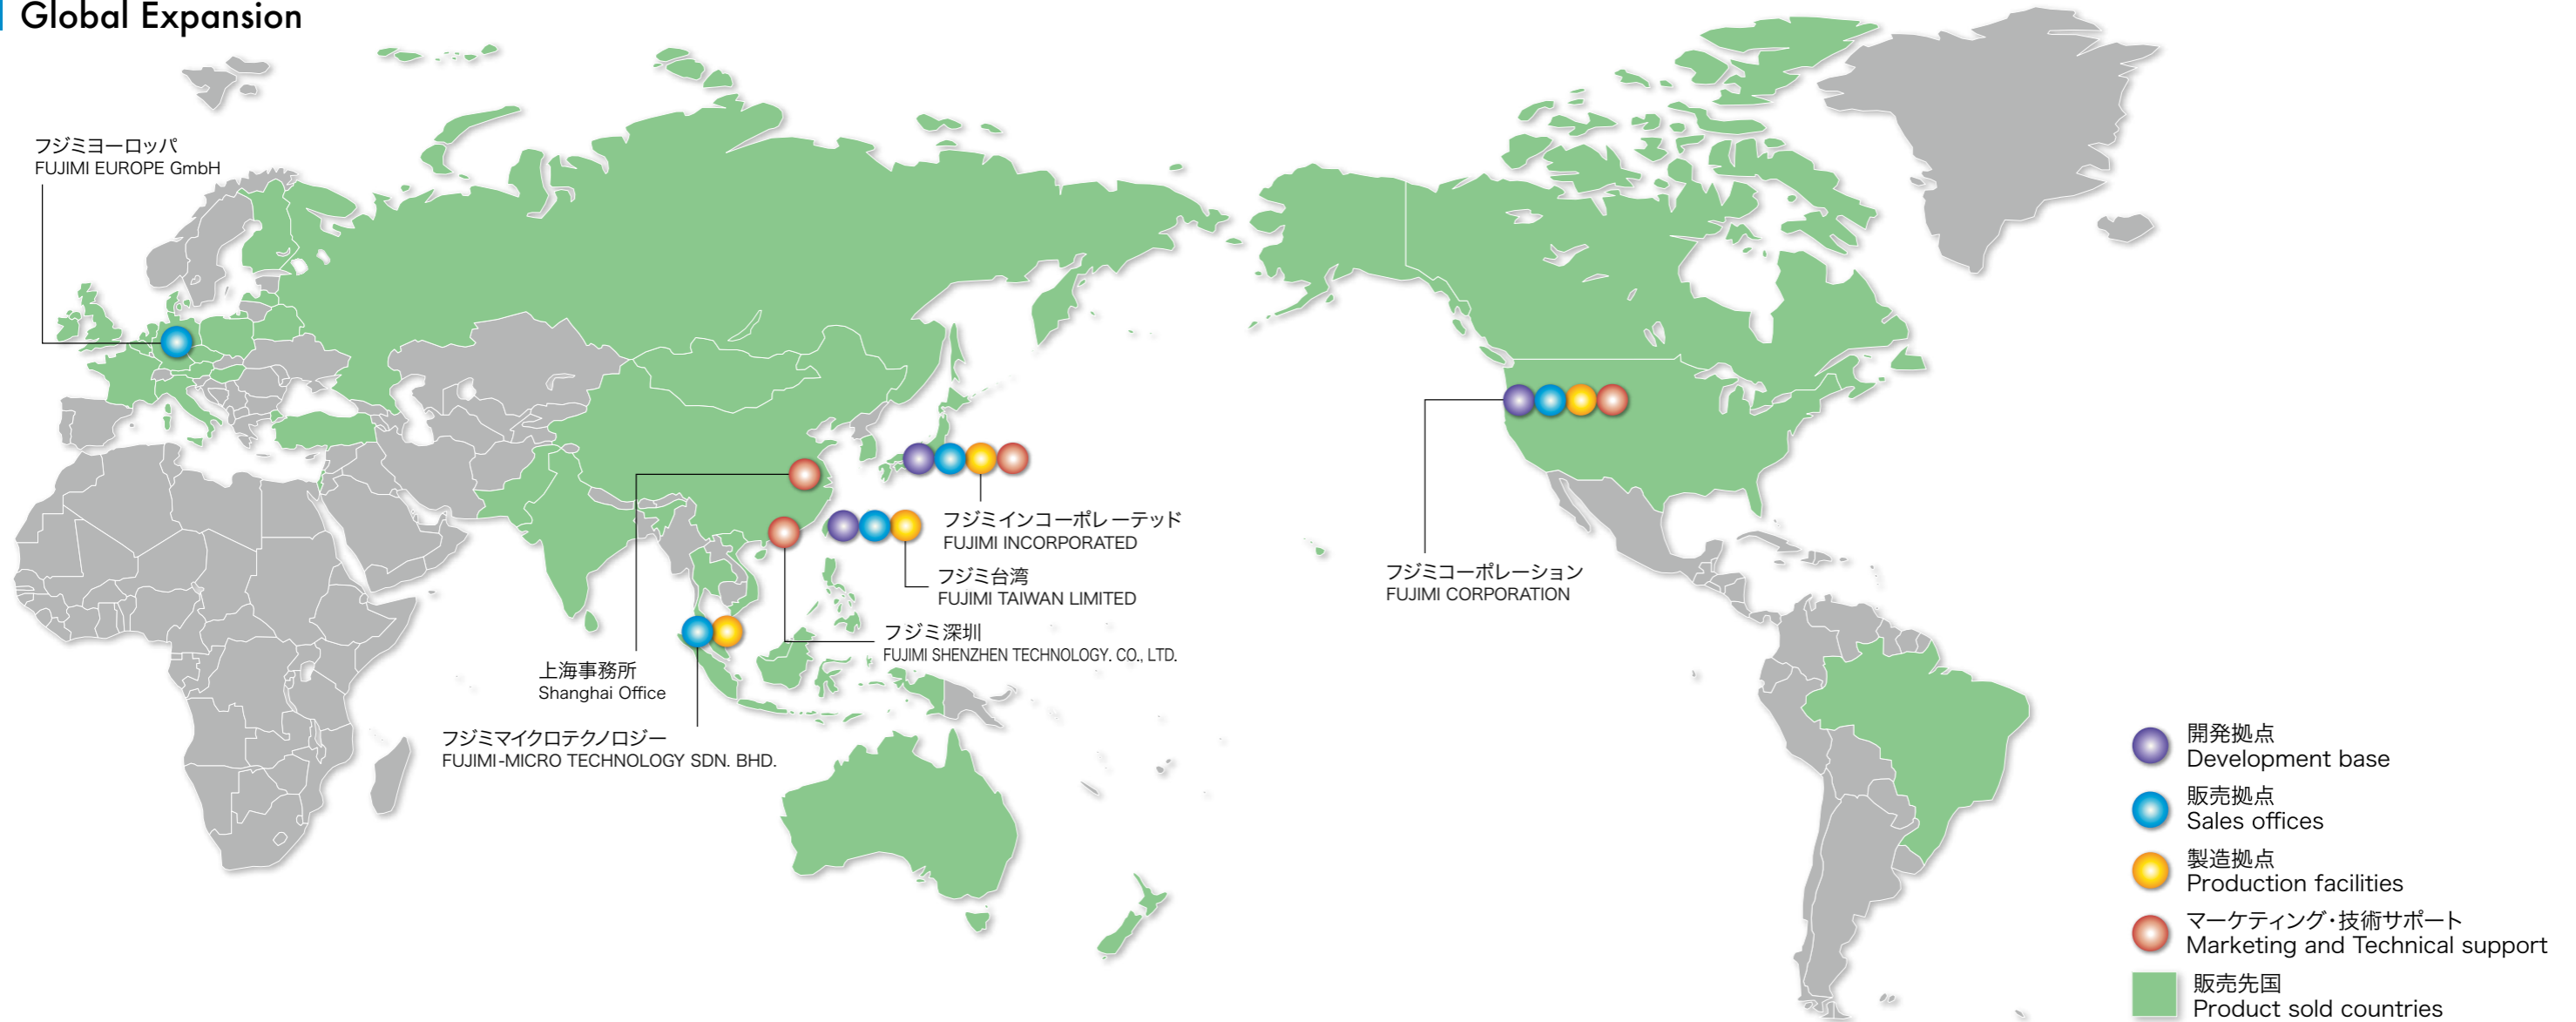 Global Expansion
フジミヨーロッパ
FUJIMI EUROPE GmbH
フジミインコーポレーテッド
FUJIMI INCORPORATED
フジミ台湾
FUJIMI TAIWAN LIMITED
フジミ深圳
FUJIMI SHENZHEN TECHNOLOGY. CO., LTD.
上海事務所
Shanghai Office
フジミマイクロテクノロジー
FUJIMI-MICRO TECHNOLOGY SDN. BHD.
フジミコーポレーション
FUJIMI CORPORATION
開発拠点
Development base
販売拠点
Sales offices
製造拠点
Production facilities
マーケティング・技術サポート
Marketing and Technical support
販売先国
Product sold countries